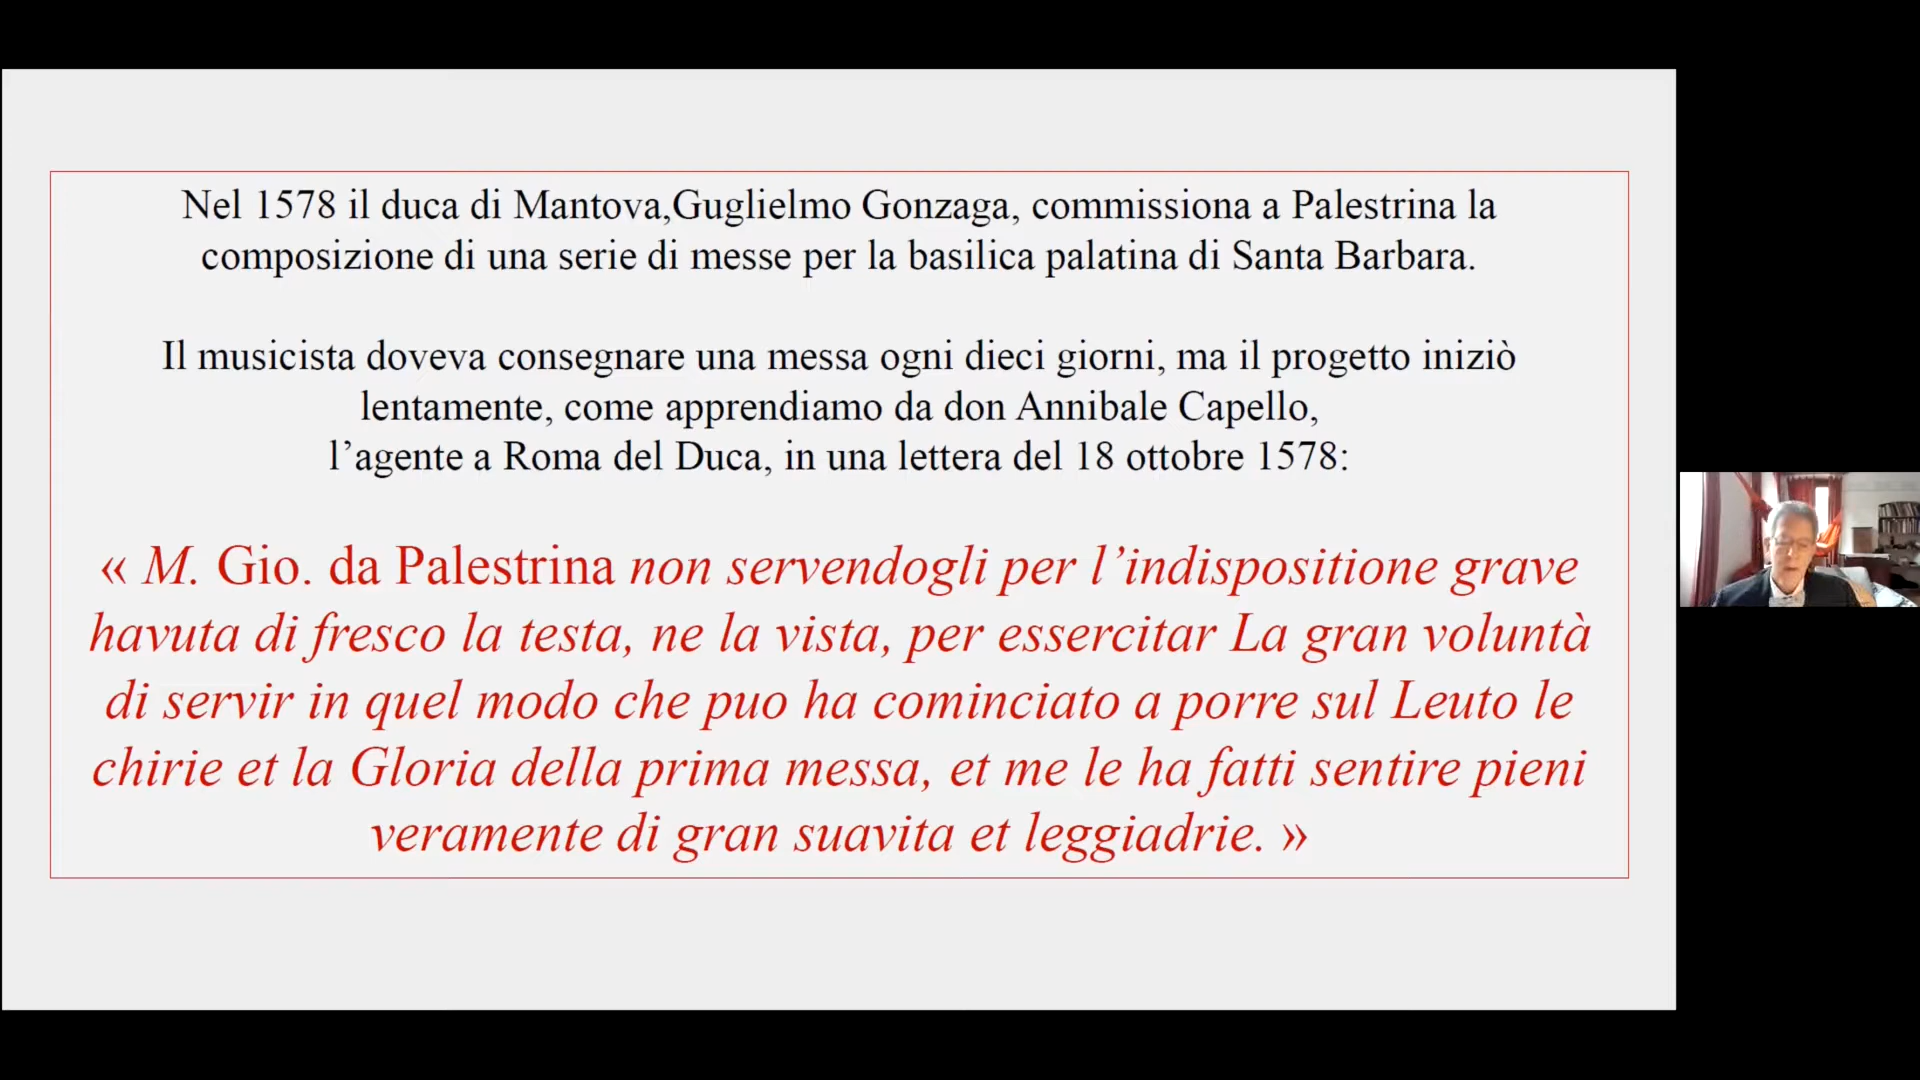 Nel 1578 il duca di Mantova,Guglielmo Gonzaga, commissiona a Palestrina la
composizione di una serie di messe per la basilica palatina di Santa Barbara.
Il musicista doveva consegnare una messa ogni dieci giorni, ma il progetto iniziò
lentamente, come apprendiamo da don Annibale Capello,
l’agente a Roma del Duca, in una lettera del 18 ottobre 1578:
« M. Gio. da Palestrina non servendogli per l’indispositione grave
havuta di fresco la testa, ne la vista, per essercitar La gran voluntà
di servir in quel modo che puo ha cominciato a porre sul Leuto le
chirie et la Gloria della prima messa, et me le ha fatti sentire pieni
veramente di gran suavita et leggiadrie. »